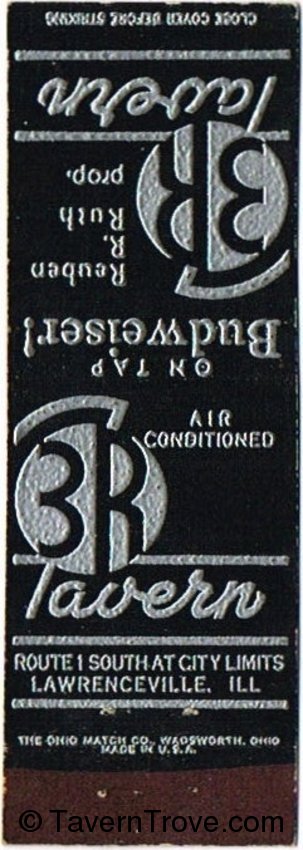 CLOSE COVER BEFORE STRIKING
3R
Tavern
Reuben
R.
Ruth
prop.
ON TAP
Budweiser!
AIR
CONDITIONED
3R
Tavern
ROUTE 1 SOUTH AT CITY LIMITS
LAWRENCEVILLE, ILL
THE OHIO MATCH CO., WADSWORTH, OHIO
MADE IN U.S.A.
© TavernTrove.com